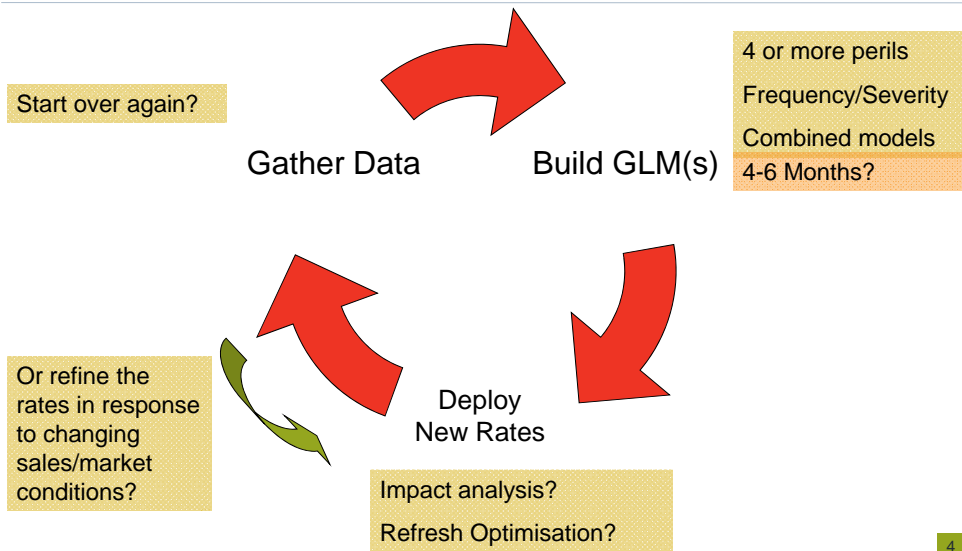 Start over again?
4 or more perils
Frequency/Severity
Combined models
4-6 Months?
Gather Data
Build GLM(s)
Or refine the
rates in response
to changing
sales/market
conditions?
Deploy
New Rates
Impact analysis?
Refresh Optimisation?
4